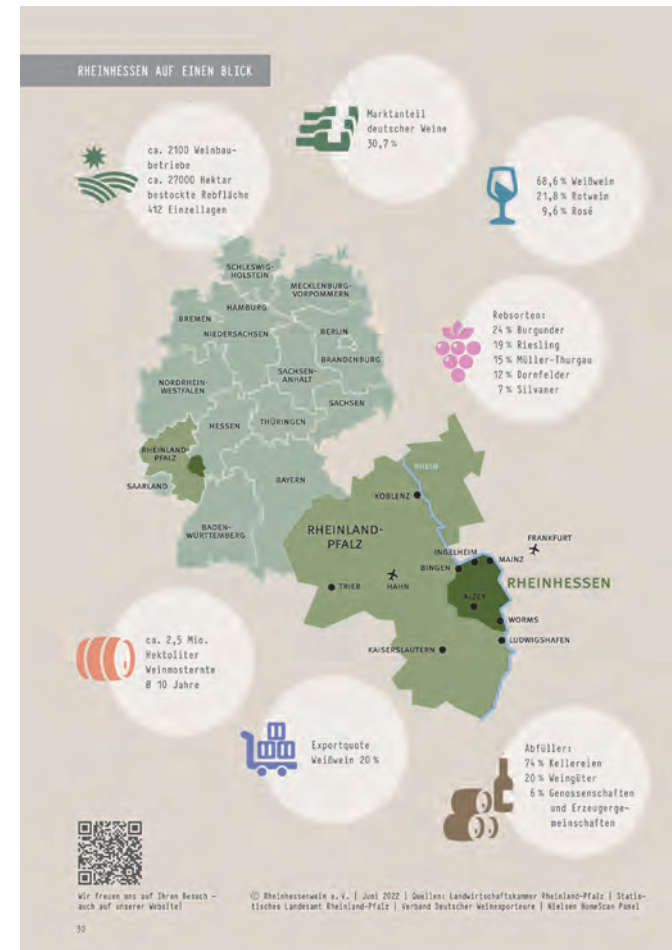 RHEINHESSEN AUF EINEN BLICK
ca. 2100 Weinbau-
betriebe
ca. 27000 Hektar
bestockte Rebfläche
412 Einzellagen
Marktanteil
deutscher Weine
30,7 %
68,6 % Weißwein
21,8 % Rotwein
9,6 % Rosé
Rebsorten:
24 % Burgunder
19 % Riesling
15 % Müller-Thurgau
12 % Dornfelder
7 % Silvaner
SCHLESWIG-
HOLSTEIN
MECKLENBURG-
VORPOMMERN
HAMBURG
BREMEN
NIEDERSACHSEN
BERLIN
BRANDENBURG
SACHSEN-
ANHALT
NORDRHEIN-
WESTFALEN
SACHSEN
HESSEN
THÜRINGEN
RHEINLAND-
PFALZ
SAARLAND
BAYERN
BADEN-
WÜRTTEMBERG
RHEIN
KOBLENZ
RHEINLAND-
PFALZ
FRANKFURT
INGELHEIM
MAINZ
BINGEN
RHEINHESSEN
TRIER
HAHN
ALZEY
WORMS
LUDWIGSHAFEN
KAISERSLAUTERN
ca. 2,5 Mio.
Hektoliter
Weinmosternte
Ø 10 Jahre
Exportquote
Weißwein 20 %
Abfüller:
74 % Kellereien
20 % Weingüter
6 % Genossenschaften
und Erzeugerge-
meinschaften
Wir freuen uns auf Ihren Besuch –
auch auf unserer Website!
© Rheinhessenwein e. V. | Juni 2022 | Quellen: Landwirtschaftskammer Rheinland-Pfalz | Statis-
tisches Landesamt Rheinland-Pfalz | Verband Deutscher Weinexporteure | Nielsen HomeScan Panel
30